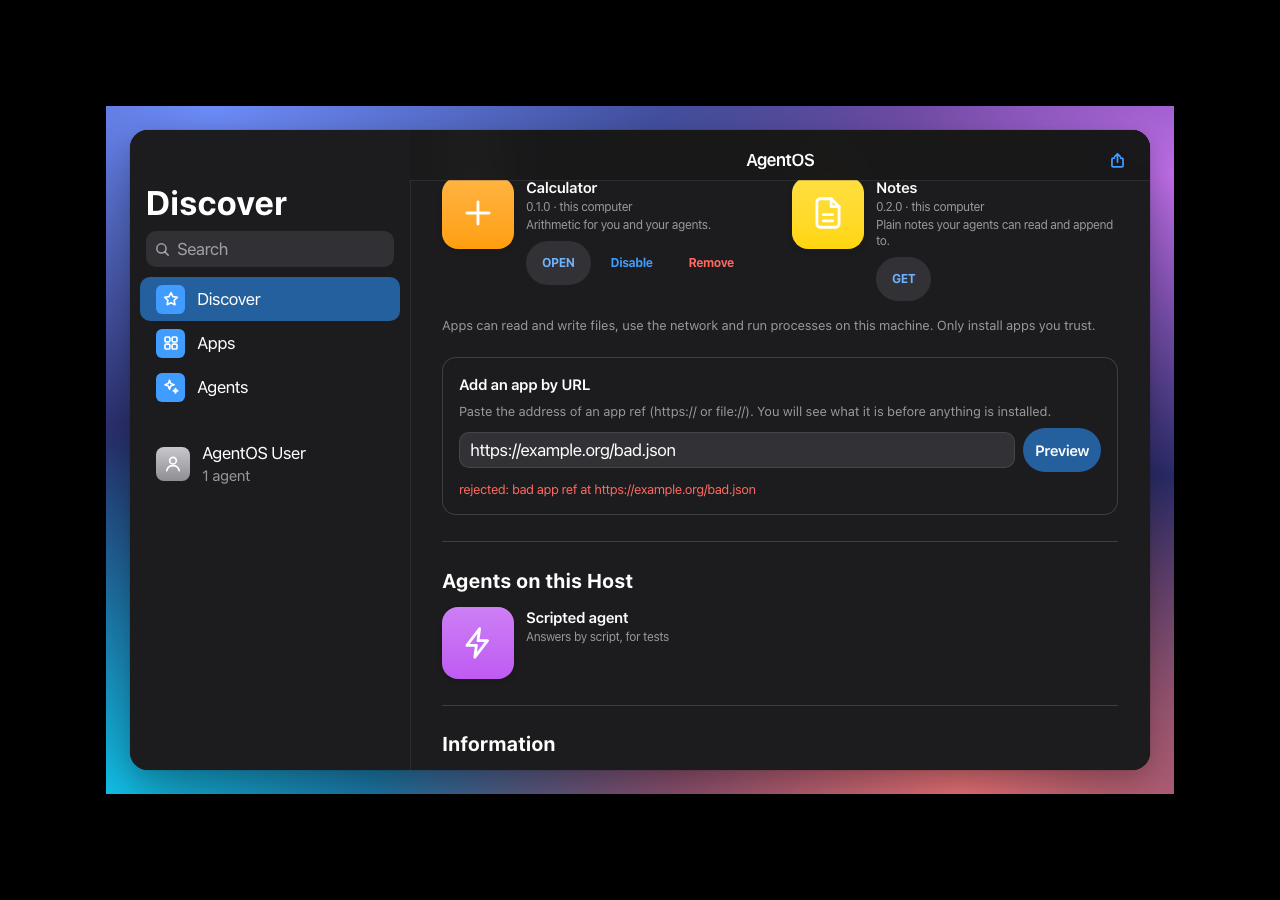 AgentOS
Discover
Search
Discover
Apps
Agents
AgentOS User
1 agent
Calculator
0.1.0 · this computer
Arithmetic for you and your agents.
OPEN
Disable
Remove
Notes
0.2.0 · this computer
Plain notes your agents can read and append
to.
GET
Apps can read and write files, use the network and run processes on this machine. Only install apps you trust.
Add an app by URL
Paste the address of an app ref (https:// or file://). You will see what it is before anything is installed.
https://example.org/bad.json
Preview
rejected: bad app ref at https://example.org/bad.json
Agents on this Host
Scripted agent
Answers by script, for tests
Information